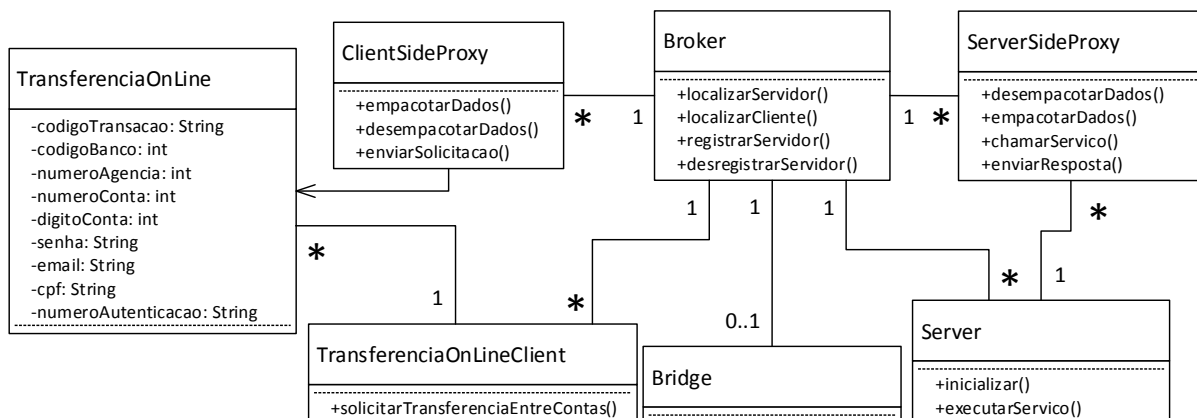 TransferenciaOnLine
-codigoTransacao: String
-codigoBanco: int
-numeroAgencia: int
-numeroConta: int
-digitoConta: int
-senha: String
-email: String
-cpf: String
-numeroAutenticacao: String
ClientSideProxy
+empacotarDados()
+desempacotarDados()
+enviarSolicitacao()
*
1
Broker
+localizarServidor()
+localizarCliente()
+registrarServidor()
+desregistrarServidor()
1
*
ServerSideProxy
+desempacotarDados()
+empacotarDados()
+chamarServico()
+enviarResposta()
1
1
1
*
*
1
*
0..1
*
1
TransferenciaOnLineClient
+solicitarTransferenciaEntreContas()
Bridge
Server
+inicializar()
+executarServico()